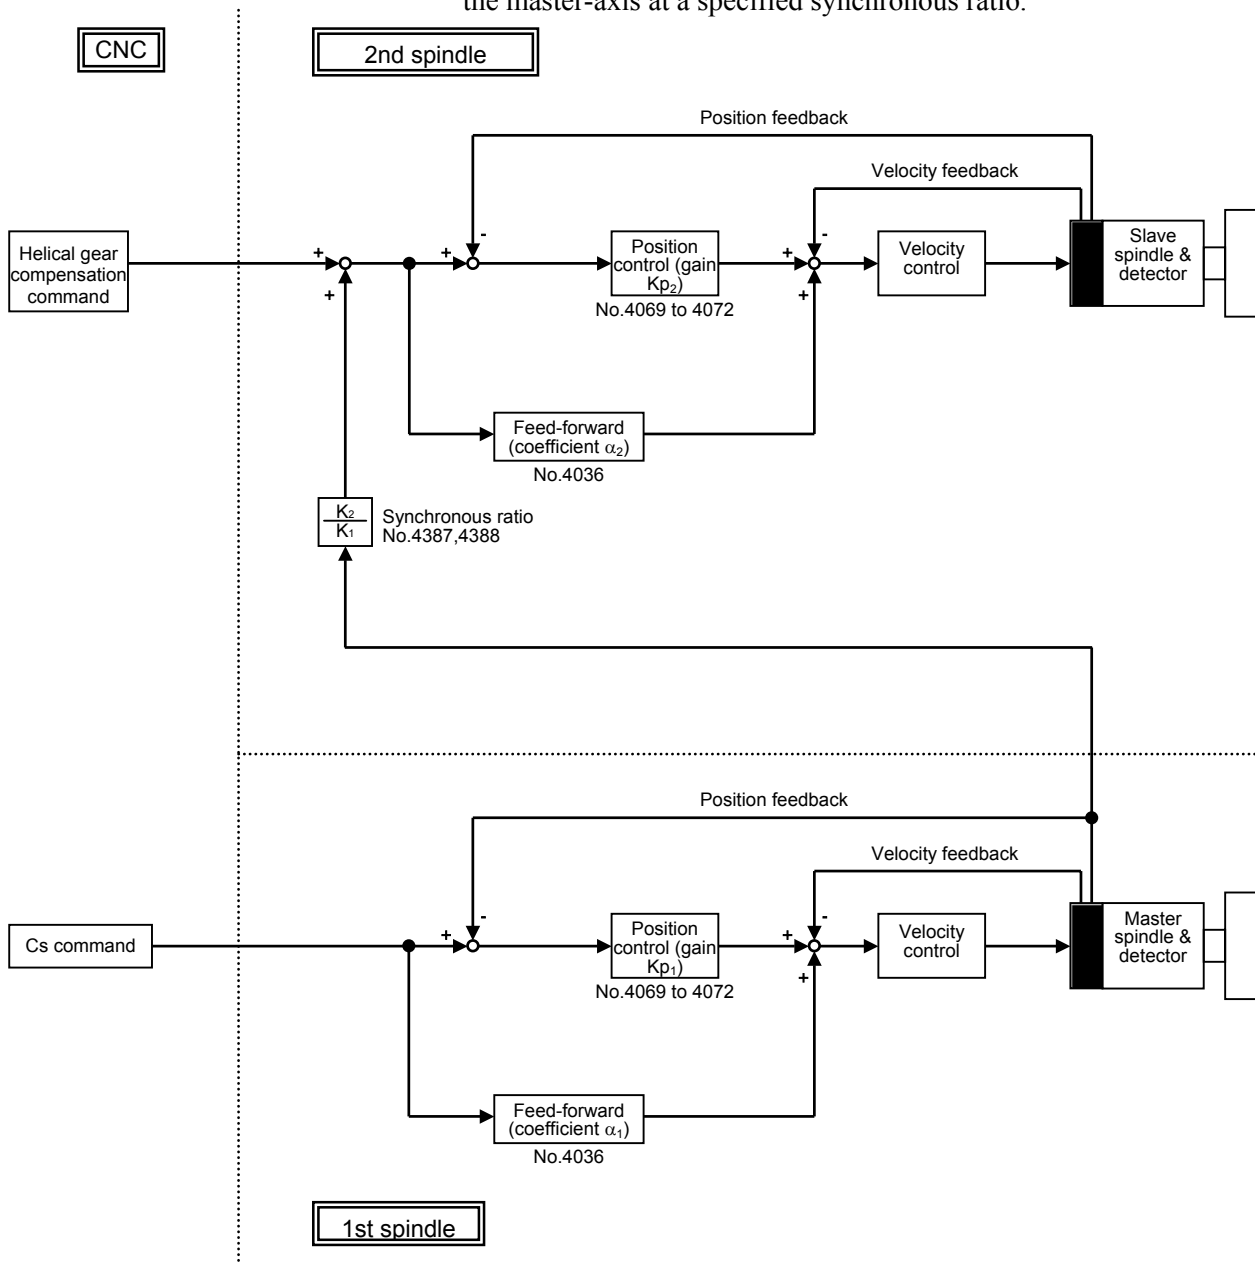 the master-axis at a specified synchronous ratio.
CNC
2nd spindle
Position feedback
Velocity feedback
-
-
+
+
+
+
+
Helical gear
compensation
command
Position
control (gain
Kp₂)
No.4069 to 4072
Velocity
control
Slave
spindle &
detector
Feed-forward
(coefficient α₂)
No.4036
K₂
K₁
Synchronous ratio
No.4387,4388
Position feedback
Velocity feedback
-
-
+
+
+
Cs command
Position
control (gain
Kp₁)
No.4069 to 4072
Velocity
control
Master
spindle &
detector
Feed-forward
(coefficient α₁)
No.4036
1st spindle